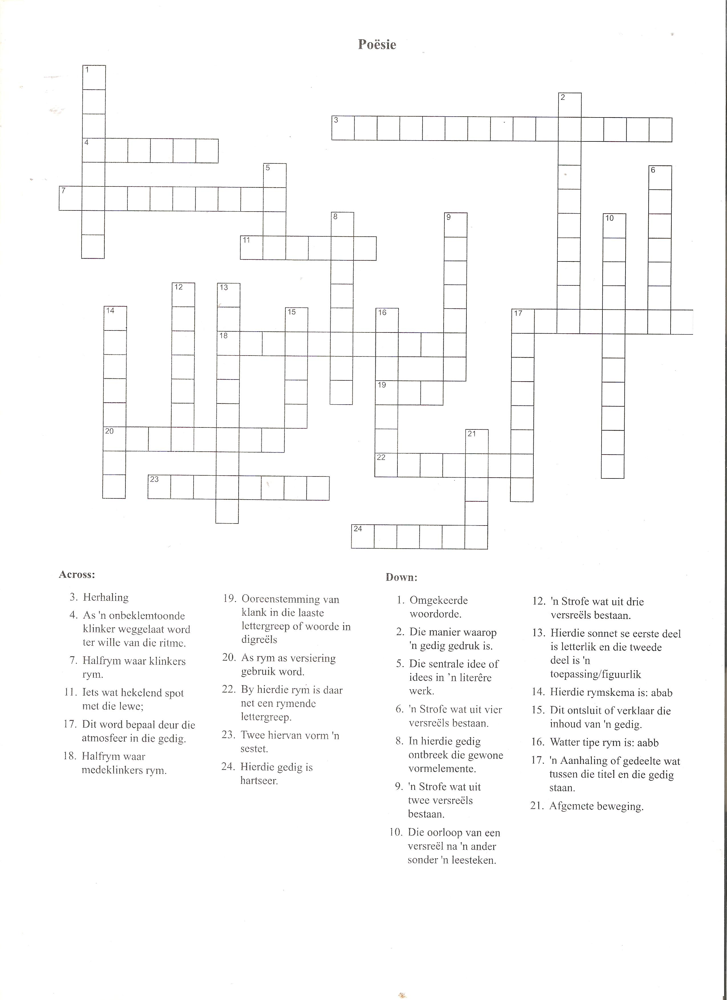 Poësie
1
2
3
4
5
6
7
8
9
10
11
12
13
14
15
16
17
18
19
20
21
22
23
24
Across:
3. Herhaling
4. As 'n onbeklemtoonde
klinker weggelaat word
ter wille van die ritme.
7. Halfrym waar klinkers
rym.
11. Iets wat hekelend spot
met die lewe;
17. Dit word bepaal deur die
atmosfeer in die gedig.
18. Halfrym waar
medeklinkers rym.
19. Ooreenstemming van
klank in die laaste
lettergreep of woorde in
digreëls
20. As rym as versiering
gebruik word.
22. By hierdie rym is daar
net een rymende
lettergreep.
23. Twee hiervan vorm 'n
sestet.
24. Hierdie gedig is
hartseer.
Down:
1. Omgekeerde
woordorde.
2. Die manier waarop
'n gedig gedruk is.
5. Die sentrale idee of
idees in 'n literêre
werk.
6. 'n Strofe wat uit vier
versreëls bestaan.
8. In hierdie gedig
ontbreek die gewone
vormelemente.
9. 'n Strofe wat uit
twee versreëls
bestaan.
10. Die oorloop van een
versreël na 'n ander
sonder 'n leesteken.
12. 'n Strofe wat uit drie
versreëls bestaan.
13. Hierdie sonnet se eerste deel
is letterlik en die tweede
deel is 'n
toepassing/figuurlik
14. Hierdie rymskema is: abab
15. Dit ontsluit of verklaar die
inhoud van 'n gedig.
16. Watter tipe rym is: aabb
17. 'n Aanhaling of gedeelte wat
tussen die titel en die gedig
staan.
21. Afgemete beweging.